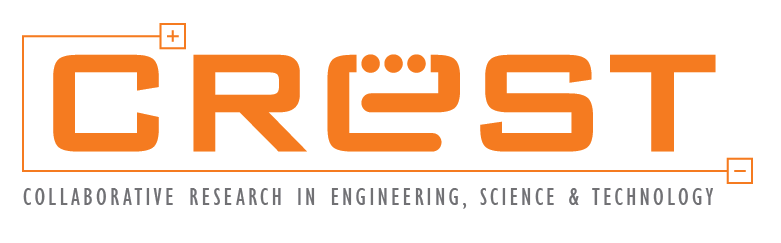 CReST
COLLABORATIVE RESEARCH IN ENGINEERING, SCIENCE & TECHNOLOGY